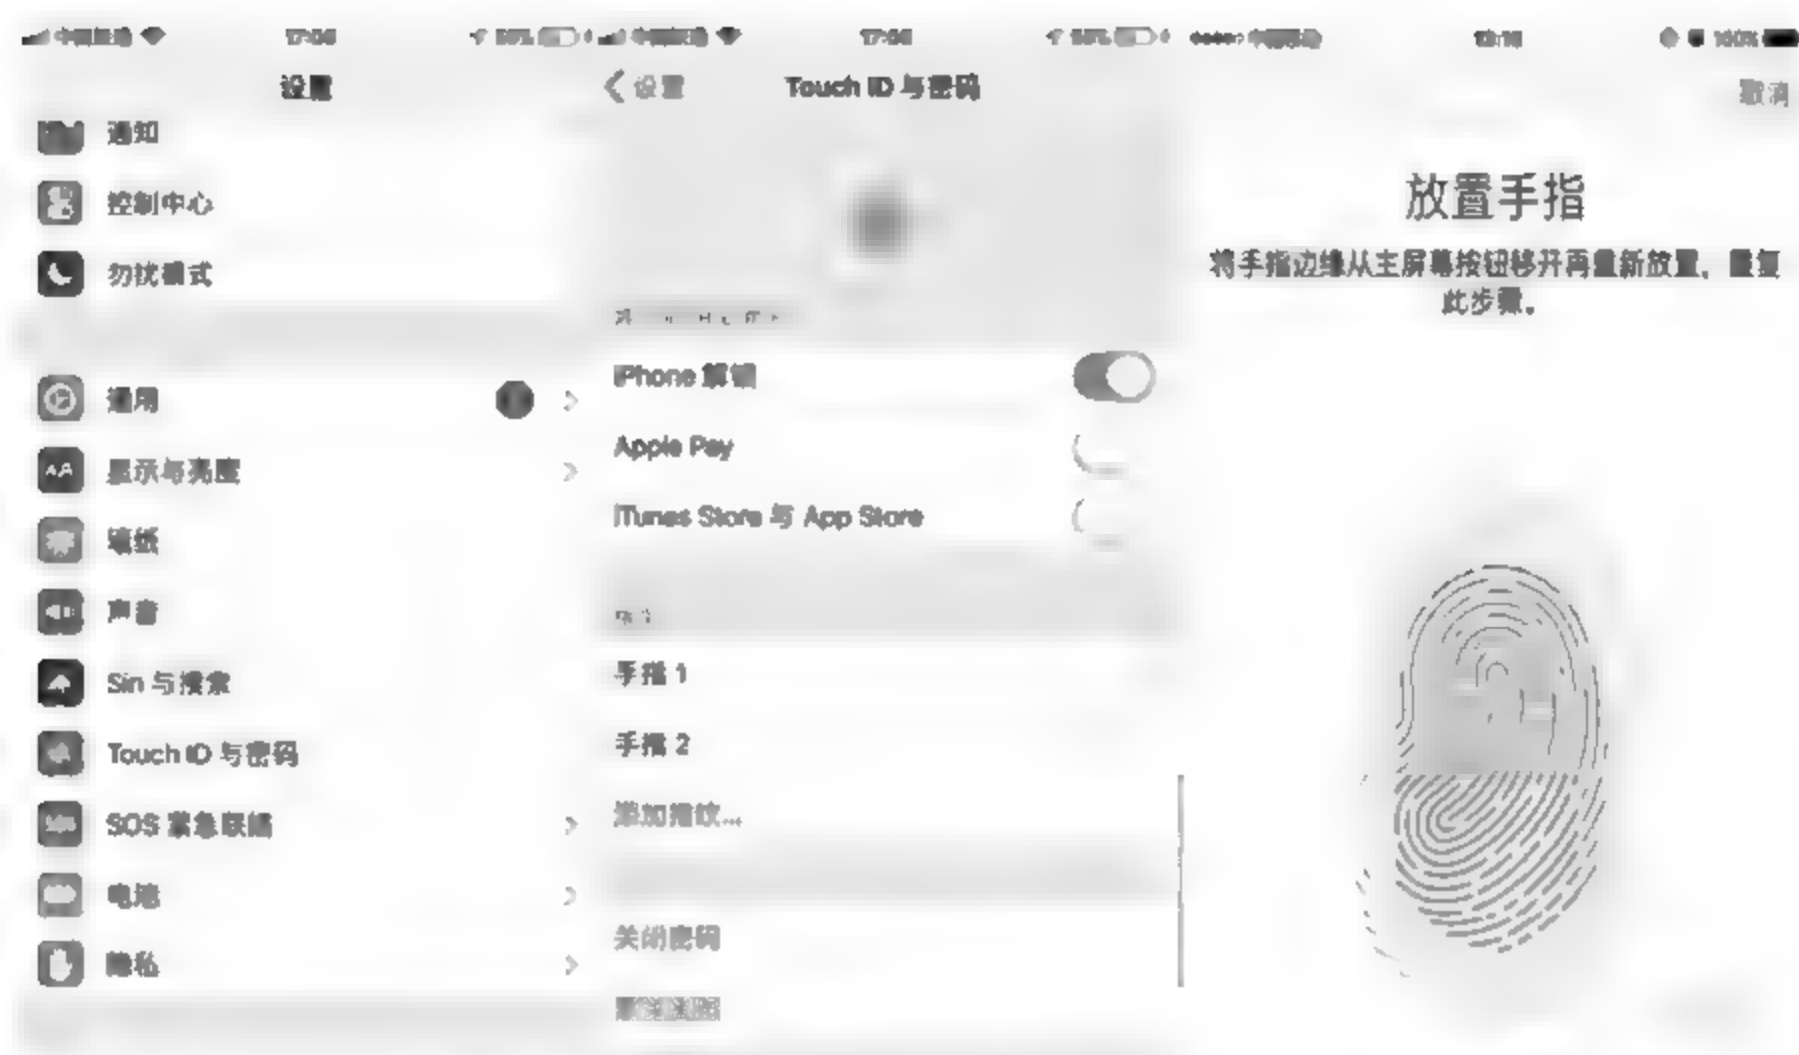 设置
通知
控制中心
勿扰模式
通用
显示与亮度
墙纸
声音
Siri 与搜索
Touch ID 与密码
SOS 紧急联络
电池
隐私
17:06
设置
Touch ID 与密码
iPhone 解锁
Apple Pay
iTunes Store 与 App Store
手指 1
手指 2
添加指纹...
关闭密码
100%
取消
放置手指
将手指边缘从主屏幕按钮移开再重新放置，重复
此步骤。